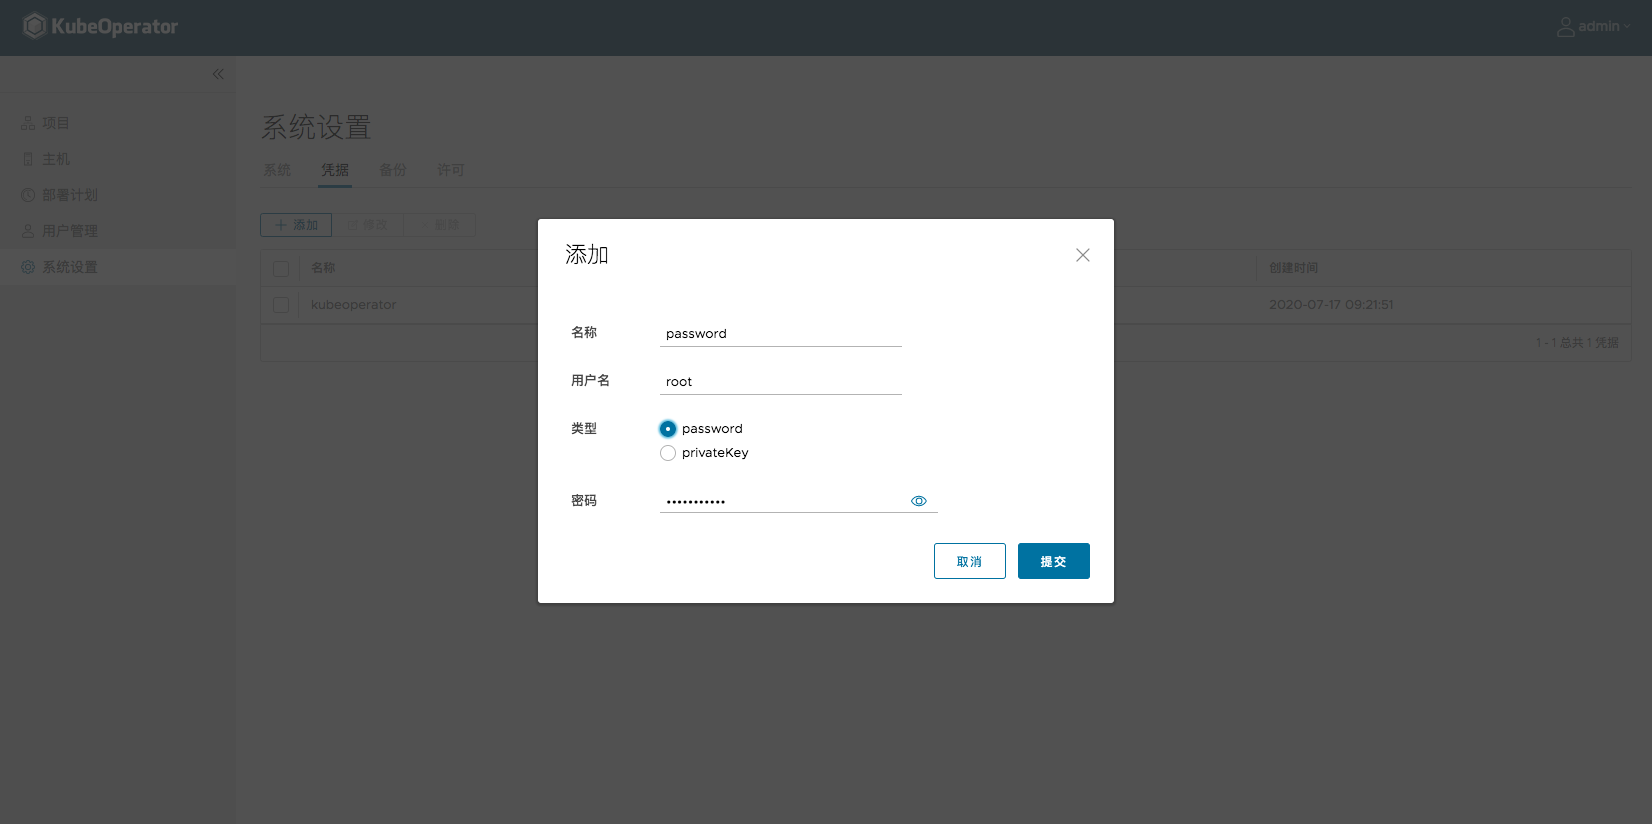 KubeOperator
admin
项目
主机
部署计划
用户管理
系统设置
系统设置
系统 凭据 备份 许可
添加 修改 删除
名称 创建时间
kubeoperator 2020-07-17 09:21:51
1 - 1 总共 1 凭据
添加
名称 password
用户名 root
类型 password
privateKey
密码 •••••••••••
取消 提交